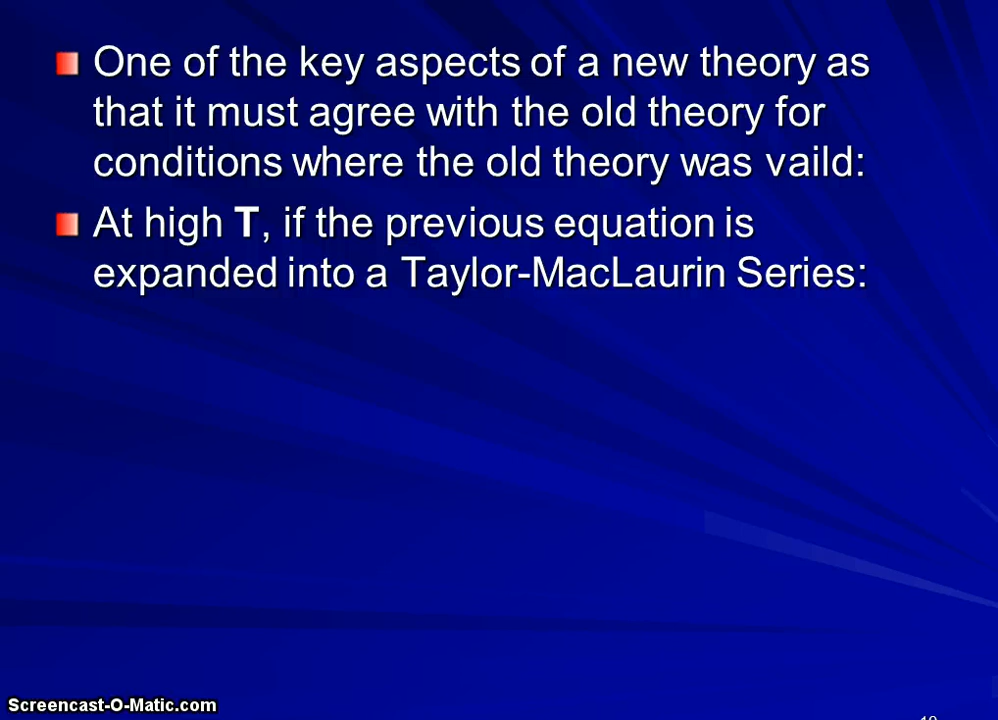 One of the key aspects of a new theory as
that it must agree with the old theory for
conditions where the old theory was vaild:
At high T, if the previous equation is
expanded into a Taylor-MacLaurin Series:
Screencast-O-Matic.com